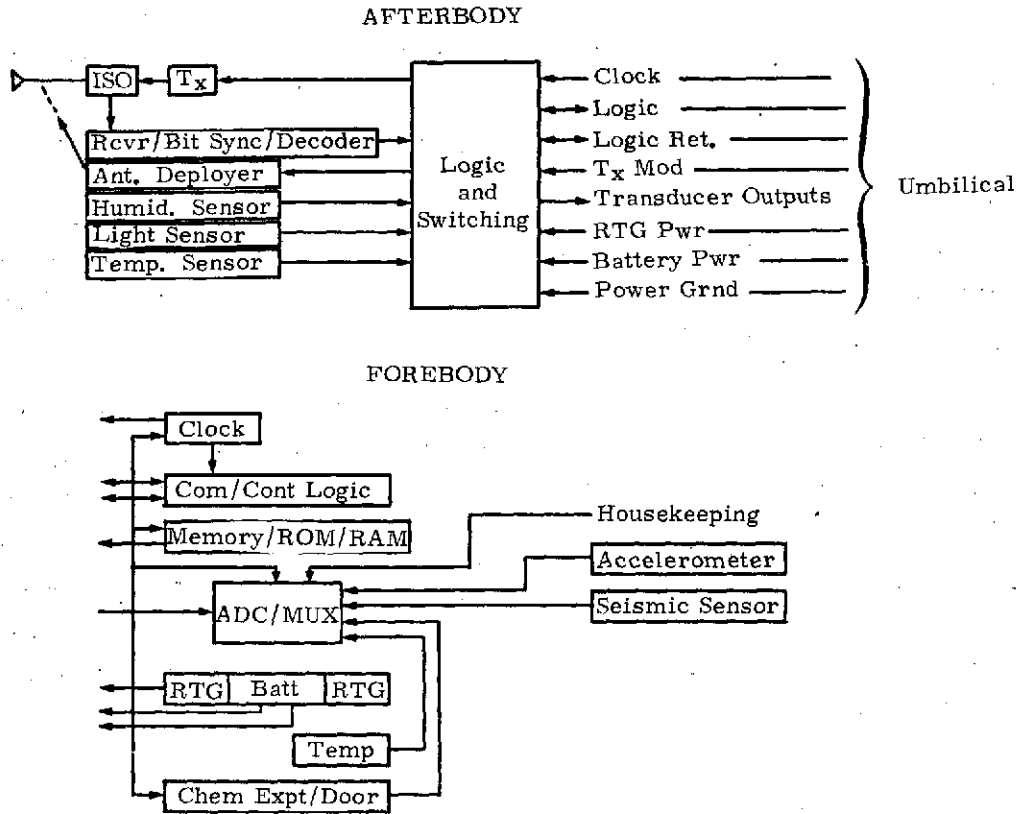 AFTERBODY
ISO
Tx
Rcvr/Bit Sync/Decoder
Ant. Deployer
Humid. Sensor
Light Sensor
Temp. Sensor
Logic
and
Switching
Clock
Logic
Logic Ret.
Tx Mod
Transducer Outputs
RTG Pwr
Battery Pwr
Power Grnd
Umbilical
FOREBODY
Clock
Com/Cont Logic
Memory/ROM/RAM
Housekeeping
Accelerometer
ADC/MUX
Seismic Sensor
RTG
Batt
RTG
Temp
Chem Expt/Door